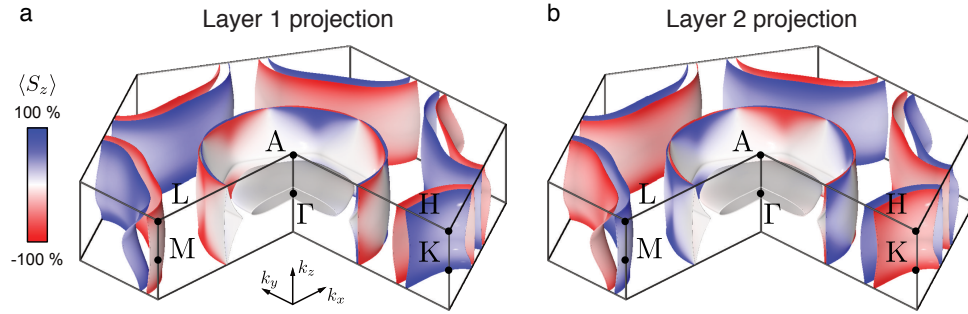 a
Layer 1 projection
b
Layer 2 projection
⟨S_z⟩
100 %
-100 %
A
L
Γ
M
H
K
k_z
k_y
k_x
A
L
Γ
M
H
K